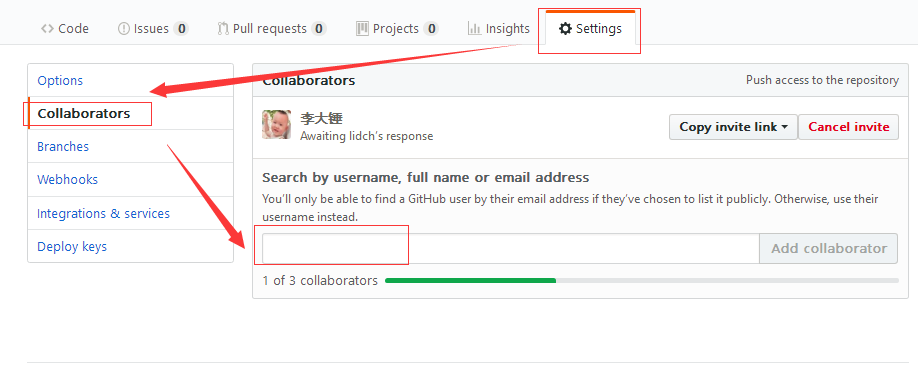 Code Issues 0 Pull requests 0 Projects 0 Insights Settings
Options
Collaborators
Branches
Webhooks
Integrations & services
Deploy keys
Collaborators Push access to the repository
李大锤
Awaiting lidch's response
Copy invite link Cancel invite
Search by username, full name or email address
You'll only be able to find a GitHub user by their email address if they've chosen to list it publicly. Otherwise, use their
username instead.
Add collaborator
1 of 3 collaborators